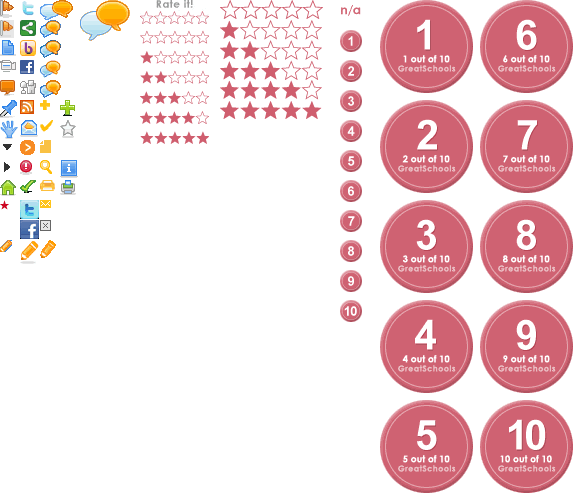 Rate it!
n/a
1
2
3
4
5
6
7
8
9
10
1
1 out of 10
GreatSchools
2
2 out of 10
GreatSchools
3
3 out of 10
GreatSchools
4
4 out of 10
GreatSchools
5
5 out of 10
GreatSchools
6
6 out of 10
GreatSchools
7
7 out of 10
GreatSchools
8
8 out of 10
GreatSchools
9
9 out of 10
GreatSchools
10
10 out of 10
GreatSchools